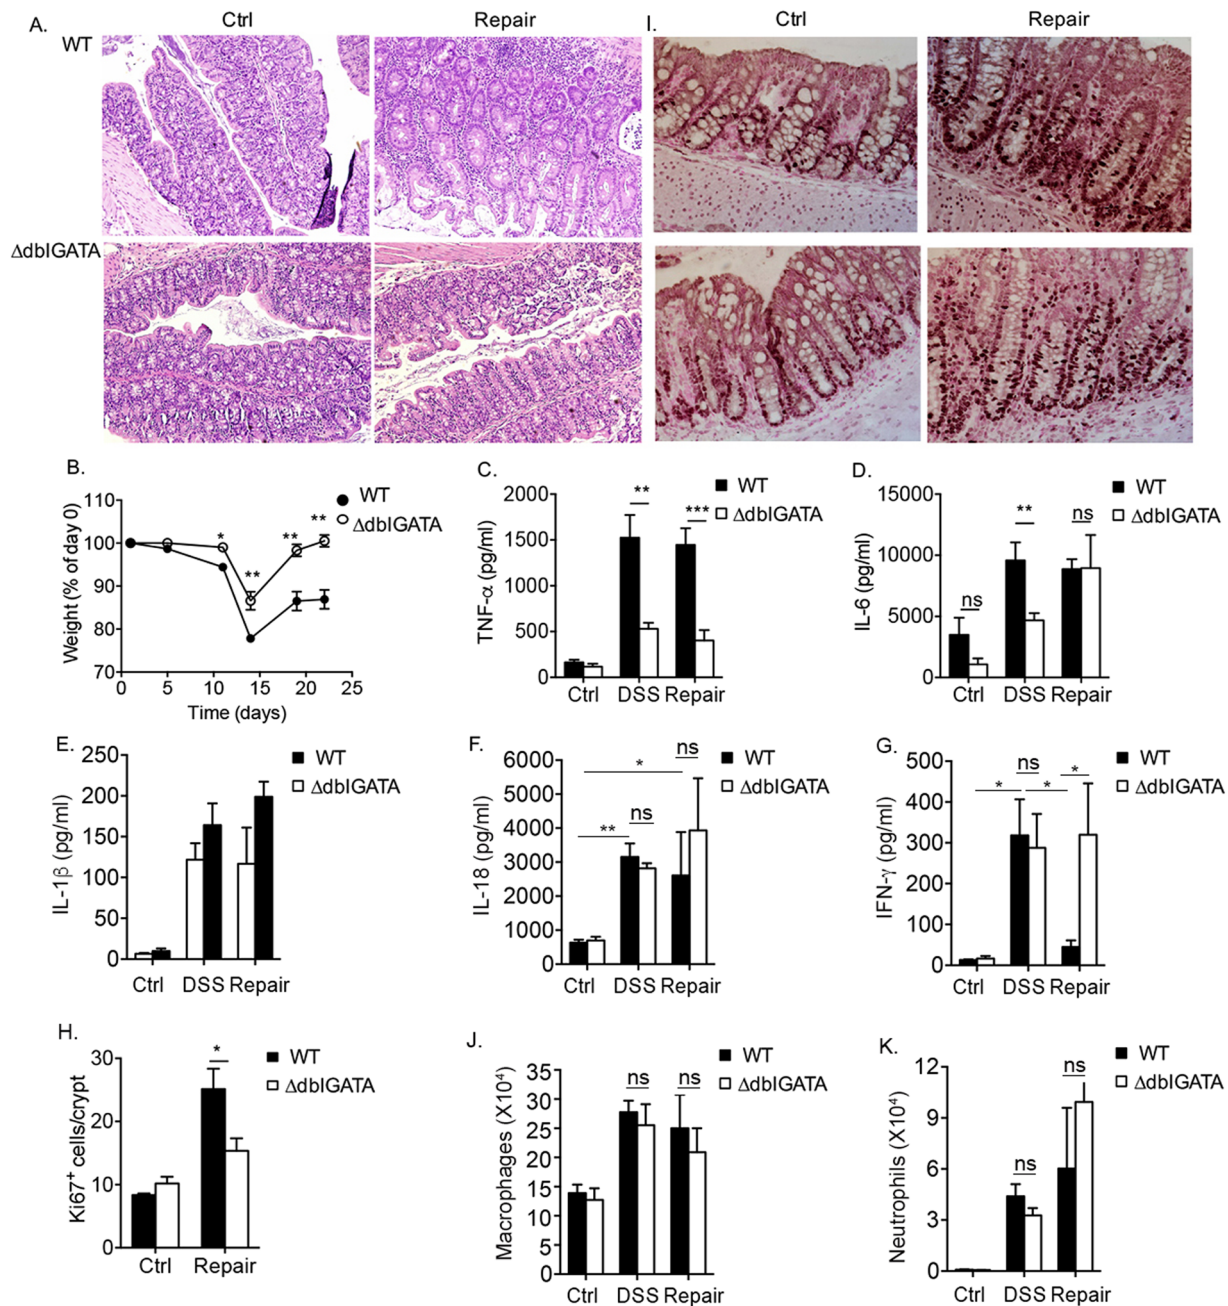 A.
Ctrl
Repair
I.
Ctrl
Repair
WT
ΔdblGATA
B.
WT
ΔdblGATA
110
100
90
80
70
Weight (% of day 0)
*
**
**
**
0 5 10 15 20 25
Time (days)
C.
WT
ΔdblGATA
2000
1500
1000
500
0
TNF-α (pg/ml)
**
***
Ctrl DSS Repair
D.
WT
ΔdblGATA
15000
10000
5000
0
IL-6 (pg/ml)
ns
**
ns
Ctrl DSS Repair
E.
WT
ΔdblGATA
250
200
150
100
50
0
IL-1β (pg/ml)
Ctrl DSS Repair
F.
WT
ΔdblGATA
6000
5000
4000
3000
2000
1000
0
IL-18 (pg/ml)
ns
*
ns
**
Ctrl DSS Repair
G.
WT
ΔdblGATA
500
400
300
200
100
0
IFN-γ (pg/ml)
ns
* * *
Ctrl DSS Repair
H.
WT
ΔdblGATA
30
20
10
0
Ki67⁺ cells/crypt
*
Ctrl Repair
J.
WT
ΔdblGATA
35
30
25
20
15
10
15
0
Macrophages (X10⁴)
ns ns
Ctrl DSS Repair
K.
WT
ΔdblGATA
12
9
6
3
0
Neutrophils (X10⁴)
ns
ns
Ctrl DSS Repair